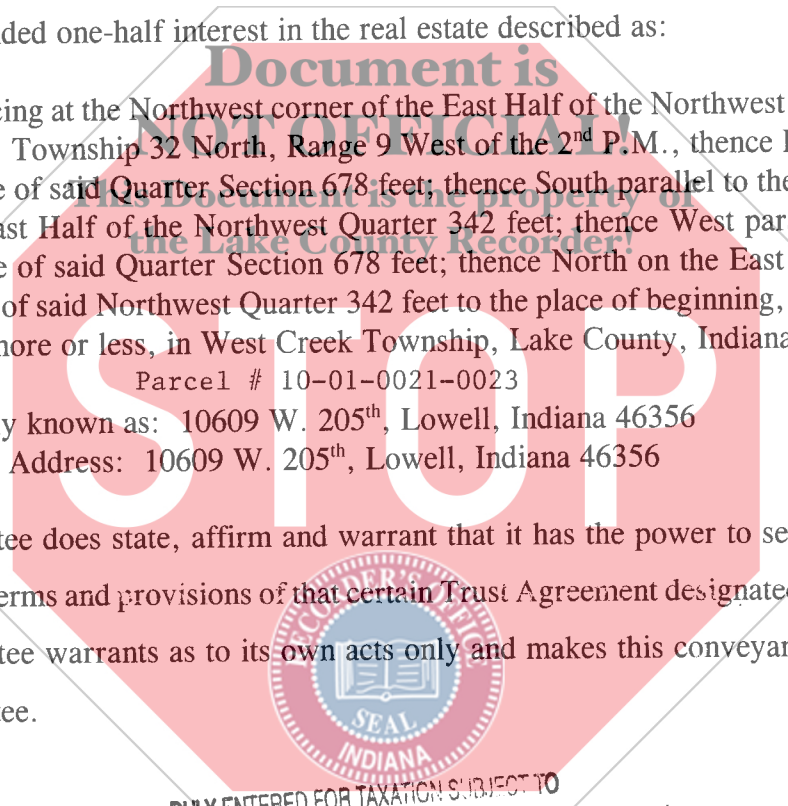 ded one-half interest in the real estate described as:
Document is
ing at the Northwest corner of the East Half of the Northwest
NOT OFFICIAL!
Township 32 North, Range 9 West of the 2nd P.M., thence
e of said Quarter Section 678 feet; thence South parallel to the
This Document is the property of
ast Half of the Northwest Quarter 342 feet; thence West par
the Lake County Recorder!
e of said Quarter Section 678 feet; thence North on the East
of said Northwest Quarter 342 feet to the place of beginning,
more or less, in West Creek Township, Lake County, Indiana
STOP
Parcel # 10-01-0021-0023
y known as: 10609 W. 205th, Lowell, Indiana 46356
Address: 10609 W. 205th, Lowell, Indiana 46356
tee does state, affirm and warrant that it has the power to se
erms and provisions of that certain Trust Agreement designated
tee warrants as to its own acts only and makes this conveyan
tee.
RECORDER'S OFFICE
SEAL
INDIANA
DULY ENTERED FOR TAXATION SUBJECT TO